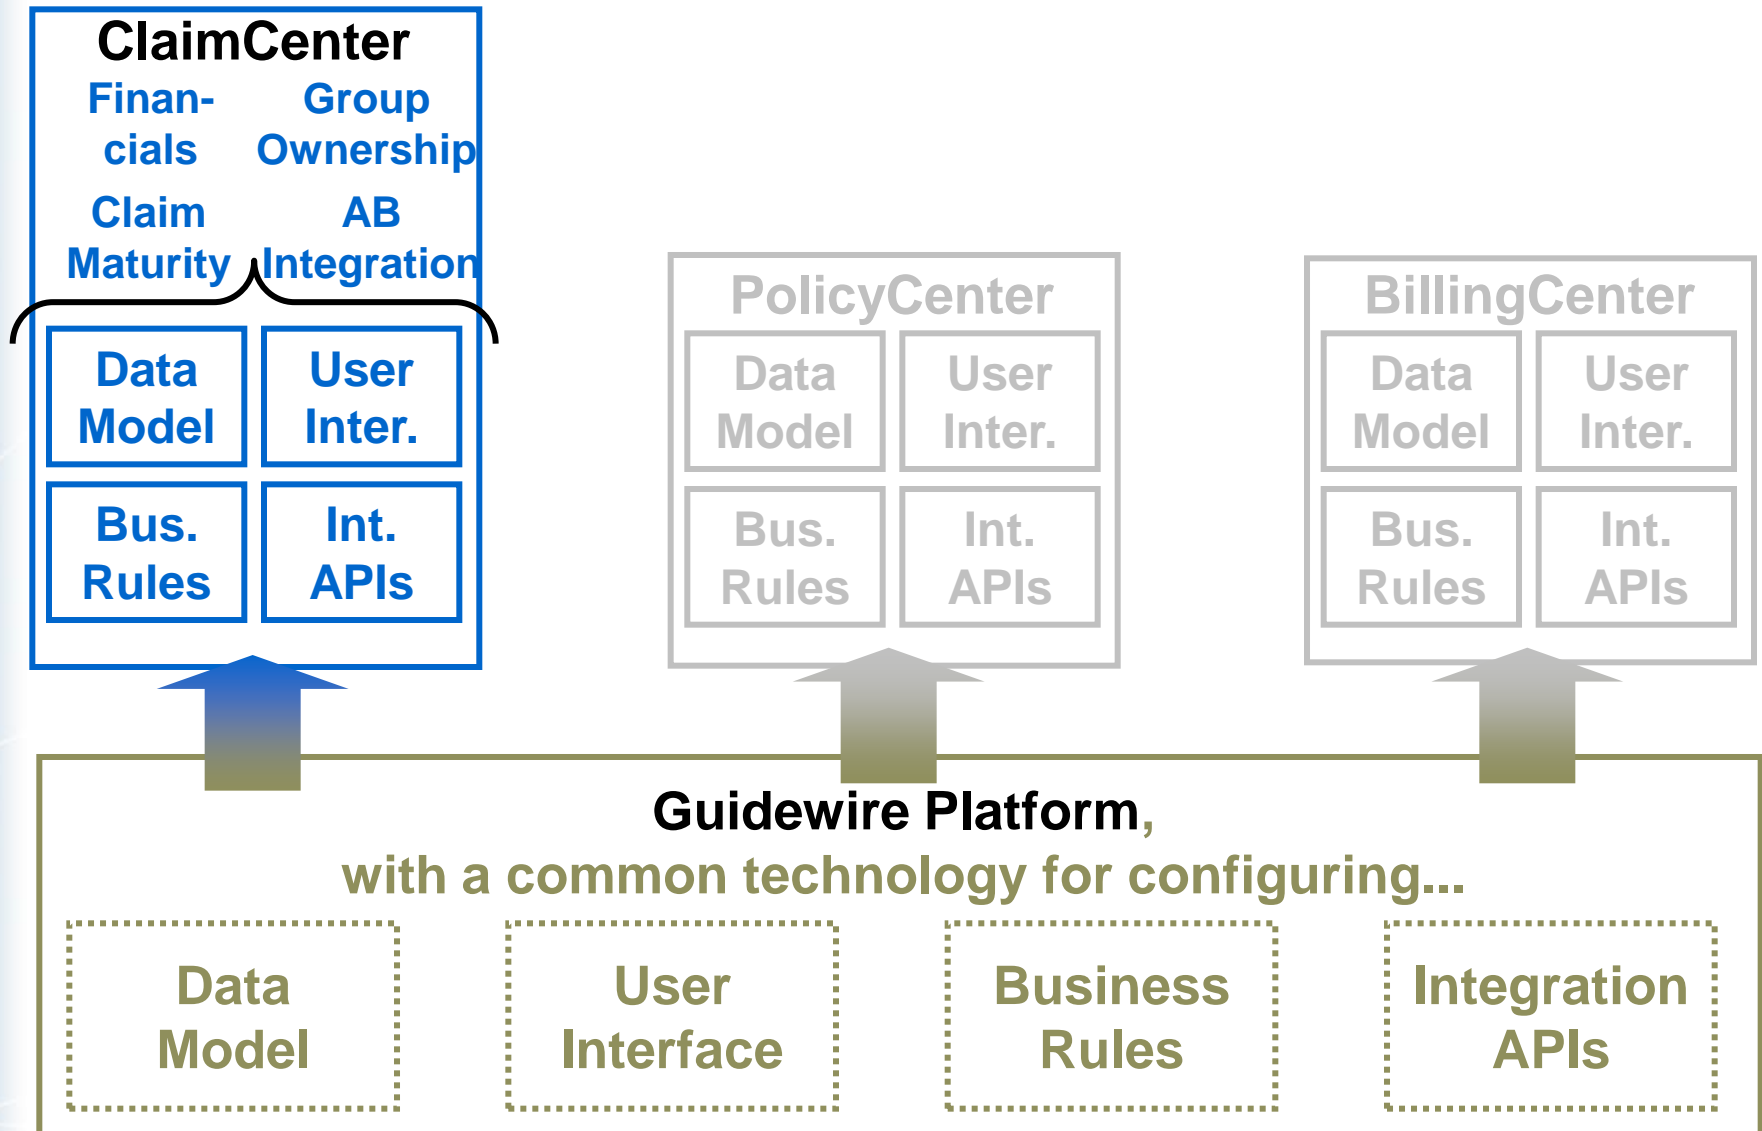 ClaimCenter
Finan-
cials
Group
Ownership
Claim
Maturity
AB
Integration
Data
Model
User
Inter.
Bus.
Rules
Int.
APIs
PolicyCenter
Data
Model
User
Inter.
Bus.
Rules
Int.
APIs
BillingCenter
Data
Model
User
Inter.
Bus.
Rules
Int.
APIs
Guidewire Platform,
with a common technology for configuring...
Data
Model
User
Interface
Business
Rules
Integration
APIs